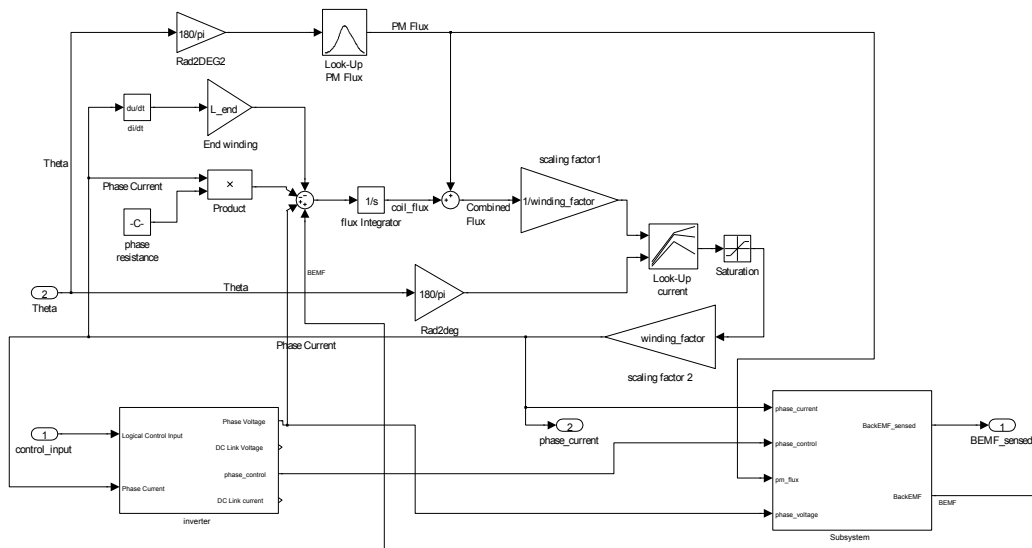 180/pi
Rad2DEG2
Look-Up
PM Flux
PM Flux
du/dt
di/dt
L_end
End winding
Theta
Phase Current
×
Product
-C-
phase
resistance
1/s
flux Integrator
coil_flux
Combined
Flux
scaling factor1
1/winding_factor
BEMF
2
Theta
Theta
180/pi
Rad2deg
Look-Up
current
Saturation
Phase Current
winding_factor
scaling factor 2
1
control_input
Logical Control Input
Phase Current
Phase Voltage
DC Link Voltage
phase_control
DC Link current
inverter
2
phase_current
phase_current
phase_control
pm_flux
phase_voltage
BackEMF_sensed
BackEMF
Subsystem
1
BEMF_sensed
BEMF